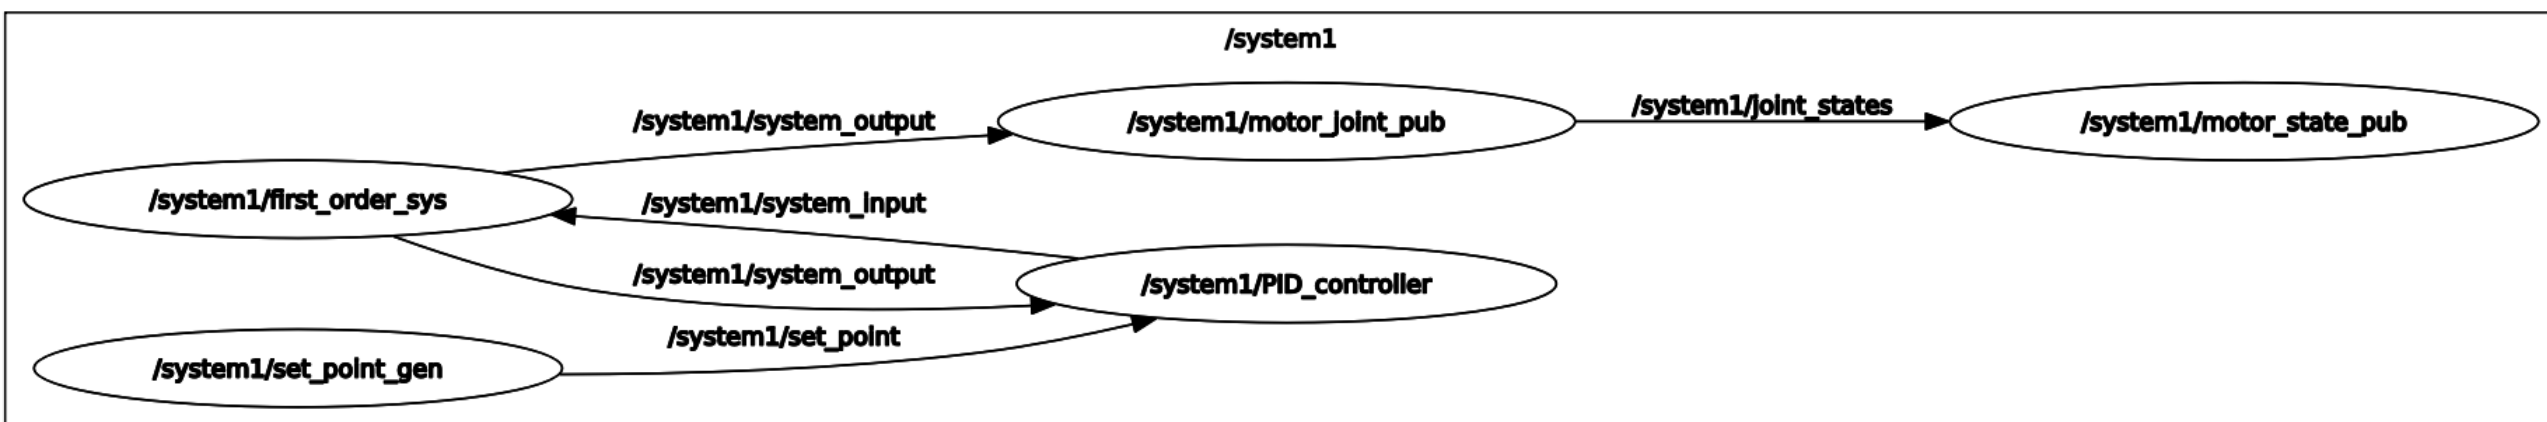 /system1
/system1/system_output
/system1/motor_joint_pub
/system1/joint_states
/system1/motor_state_pub
/system1/first_order_sys
/system1/system_input
/system1/system_output
/system1/PID_controller
/system1/set_point
/system1/set_point_gen